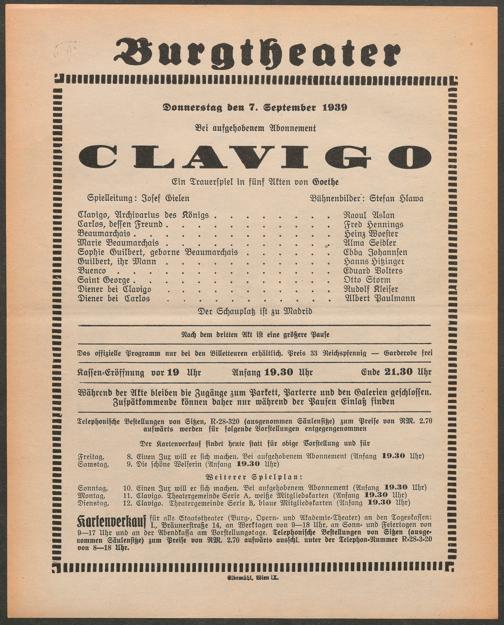 Burgtheater
Donnerstag den 7. September 1939
Bei aufgehobenem Abonnement
CLAVIGO
Ein Trauerspiel in fünf Akten von Goethe
Spielleitung: Josef Gielen Bühnenbilder: Stefan Hlawa
Clavigo, Archivarius des Königs . . . . . . . . Raoul Aslan
Carlos, dessen Freund . . . . . . . . Fred Hennings
Beaumarchais . . . . . . . . Heinz Woester
Marie Beaumarchais . . . . . . . . Alma Seidler
Sophie Guilbert, geborne Beaumarchais . . . . . . . . Ebba Johannsen
Guilbert, ihr Mann . . . . . . . . Hanns Hitzinger
Buenco . . . . . . . . Eduard Volters
Saint George . . . . . . . . Otto Storm
Diener bei Clavigo . . . . . . . . Rudolf Kleiser
Diener bei Carlos . . . . . . . . Albert Paulmann
Der Schauplatz ist zu Madrid
Nach dem dritten Akt ist eine größere Pause
Das offizielle Programm nur bei den Billetteuren erhältlich. Preis 33 Reichspfennig — Garderobe frei
Kassen-Eröffnung vor 19 Uhr Anfang 19.30 Uhr Ende 21.30 Uhr
Während der Akte bleiben die Zugänge zum Parkett, Parterre und den Galerien geschlossen.
Zuspätkommende können daher nur während der Pausen Einlaß finden
Telephonische Bestellungen von Sitzen, R-28-320 (ausgenommen Säulensitze) zum Preise von RM. 2.70
aufwärts werden für folgende Vorstellungen entgegengenommen
Der Kartenverkauf findet heute statt für obige Vorstellung und für
Freitag, 8. Einen Jux will er sich machen. Bei aufgehobenem Abonnement (Anfang 19.30 Uhr)
Samstag, 9. Die schöne Welserin (Anfang 19.30 Uhr)
Weiterer Spielplan:
Sonntag, 10. Einen Jux will er sich machen. Bei aufgehobenem Abonnement (Anfang 19.30 Uhr)
Montag, 11. Clavigo. Theatergemeinde Serie A, weiße Mitgliedskarten (Anfang 19.30 Uhr)
Dienstag, 12. Clavigo. Theatergemeinde Serie B, blaue Mitgliedskarten (Anfang 19.30 Uhr)
Kartenverkauf für alle Staatstheater (Burg-, Opern- und Akademie-Theater) an den Tageskassen:
I., Bräunerstraße 14, an Werktagen von 9—18 Uhr, an Sonn- und Feiertagen von
9—17 Uhr und an der Abendkassa am Vorstellungstag. Telephonische Bestellungen von Sitzen (ausge-
nommen Säulensitze) zum Preise von RM. 2.70 aufwärts ausschl. unter der Telephon-Nummer R-28-3-20
von 8—18 Uhr.
Elbemühl, Wien IX.